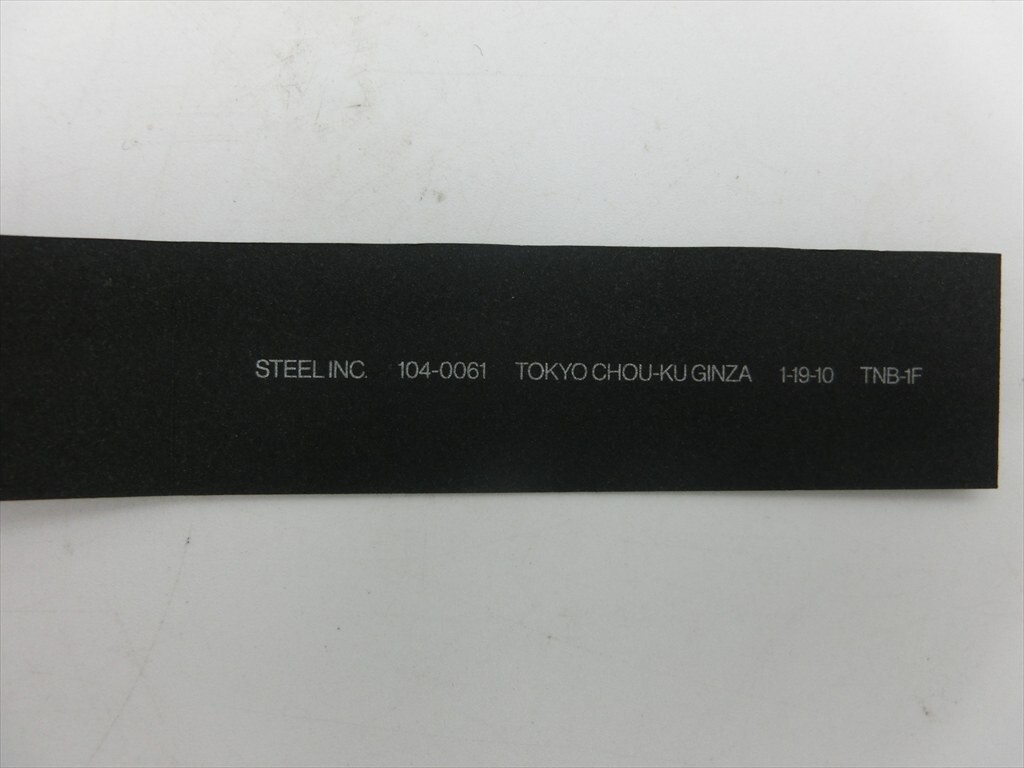 STEEL INC. 104-0061 TOKYO CHOU-KU GINZA 1-19-10 TNB-1F